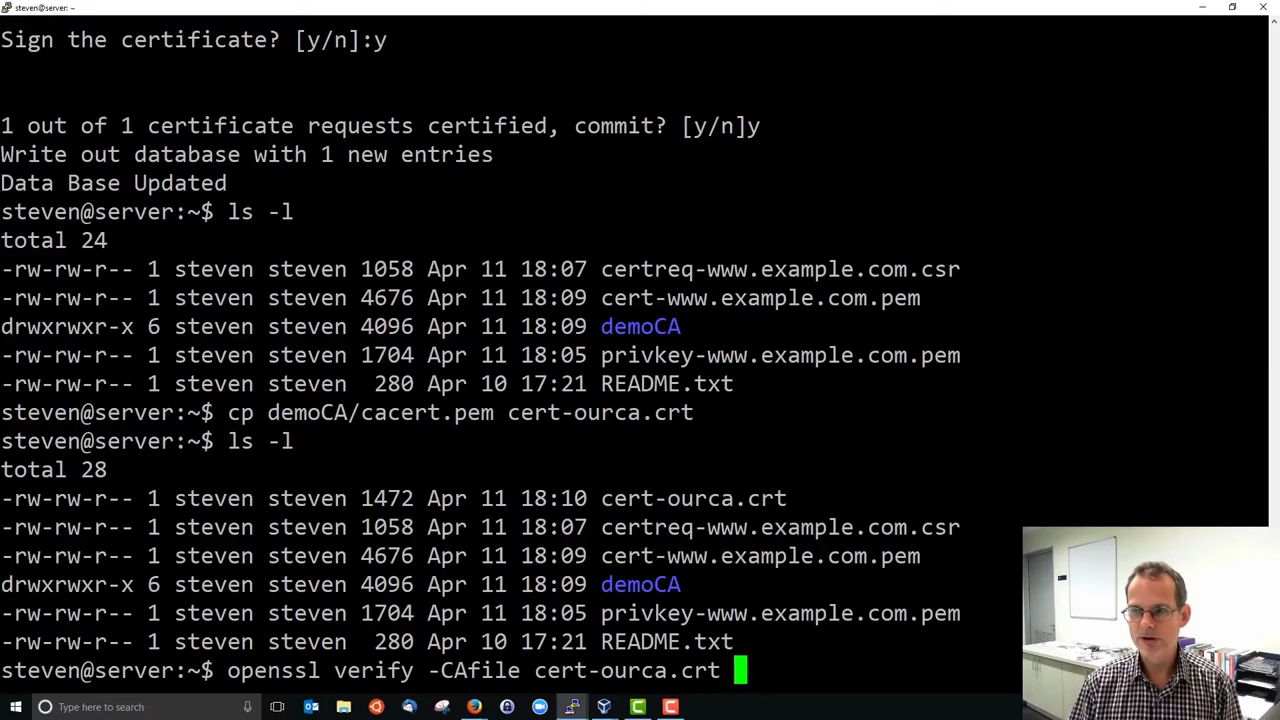 steven@server: ~
Sign the certificate? [y/n]:y
1 out of 1 certificate requests certified, commit? [y/n]y
Write out database with 1 new entries
Data Base Updated
steven@server:~$ ls -l
total 24
-rw-rw-r-- 1 steven steven 1058 Apr 11 18:07 certreq-www.example.com.csr
-rw-rw-r-- 1 steven steven 4676 Apr 11 18:09 cert-www.example.com.pem
drwxrwxr-x 6 steven steven 4096 Apr 11 18:09 demoCA
-rw-rw-r-- 1 steven steven 1704 Apr 11 18:05 privkey-www.example.com.pem
-rw-rw-r-- 1 steven steven  280 Apr 10 17:21 README.txt
steven@server:~$ cp demoCA/cacert.pem cert-ourca.crt
steven@server:~$ ls -l
total 28
-rw-rw-r-- 1 steven steven 1472 Apr 11 18:10 cert-ourca.crt
-rw-rw-r-- 1 steven steven 1058 Apr 11 18:07 certreq-www.example.com.csr
-rw-rw-r-- 1 steven steven 4676 Apr 11 18:09 cert-www.example.com.pem
drwxrwxr-x 6 steven steven 4096 Apr 11 18:09 demoCA
-rw-rw-r-- 1 steven steven 1704 Apr 11 18:05 privkey-www.example.com.pem
-rw-rw-r-- 1 steven steven  280 Apr 10 17:21 README.txt
steven@server:~$ openssl verify -CAfile cert-ourca.crt
Type here to search